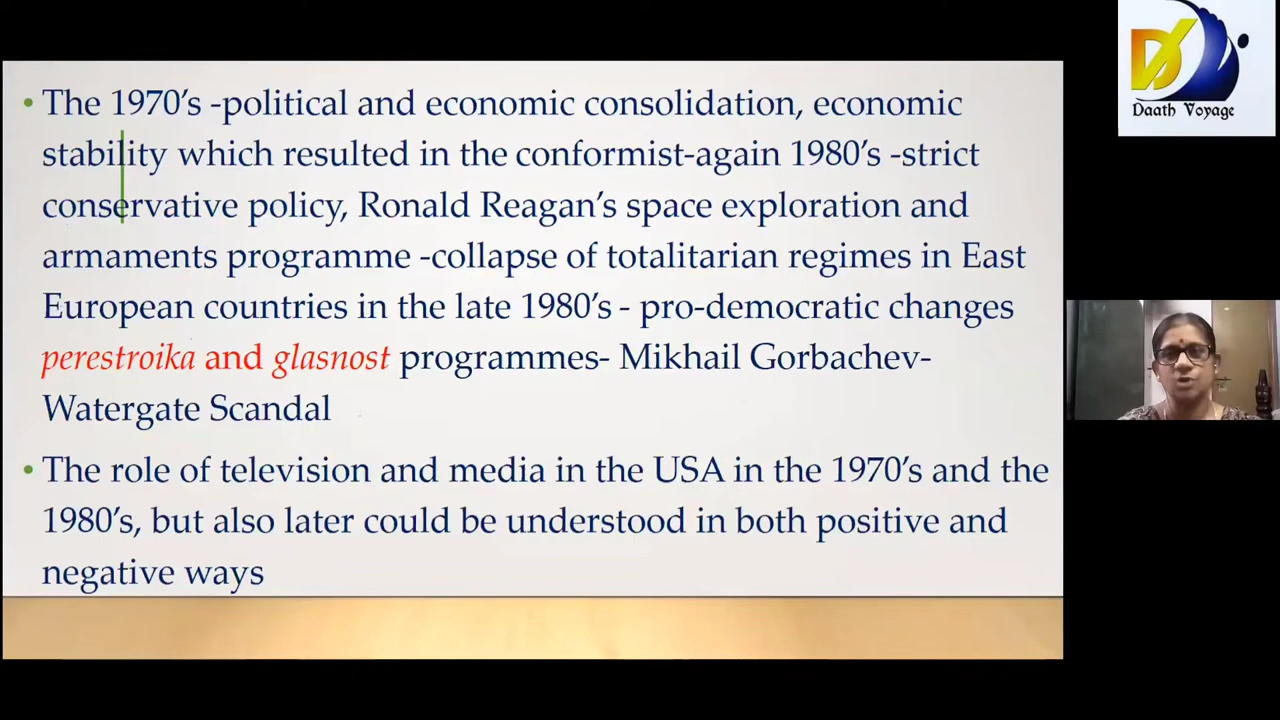 • The 1970’s -political and economic consolidation, economic
stability which resulted in the conformist-again 1980’s -strict
conservative policy, Ronald Reagan’s space exploration and
armaments programme -collapse of totalitarian regimes in East
European countries in the late 1980’s - pro-democratic changes
perestroika and glasnost programmes- Mikhail Gorbachev-
Watergate Scandal
• The role of television and media in the USA in the 1970’s and the
1980’s, but also later could be understood in both positive and
negative ways
Daath Voyage